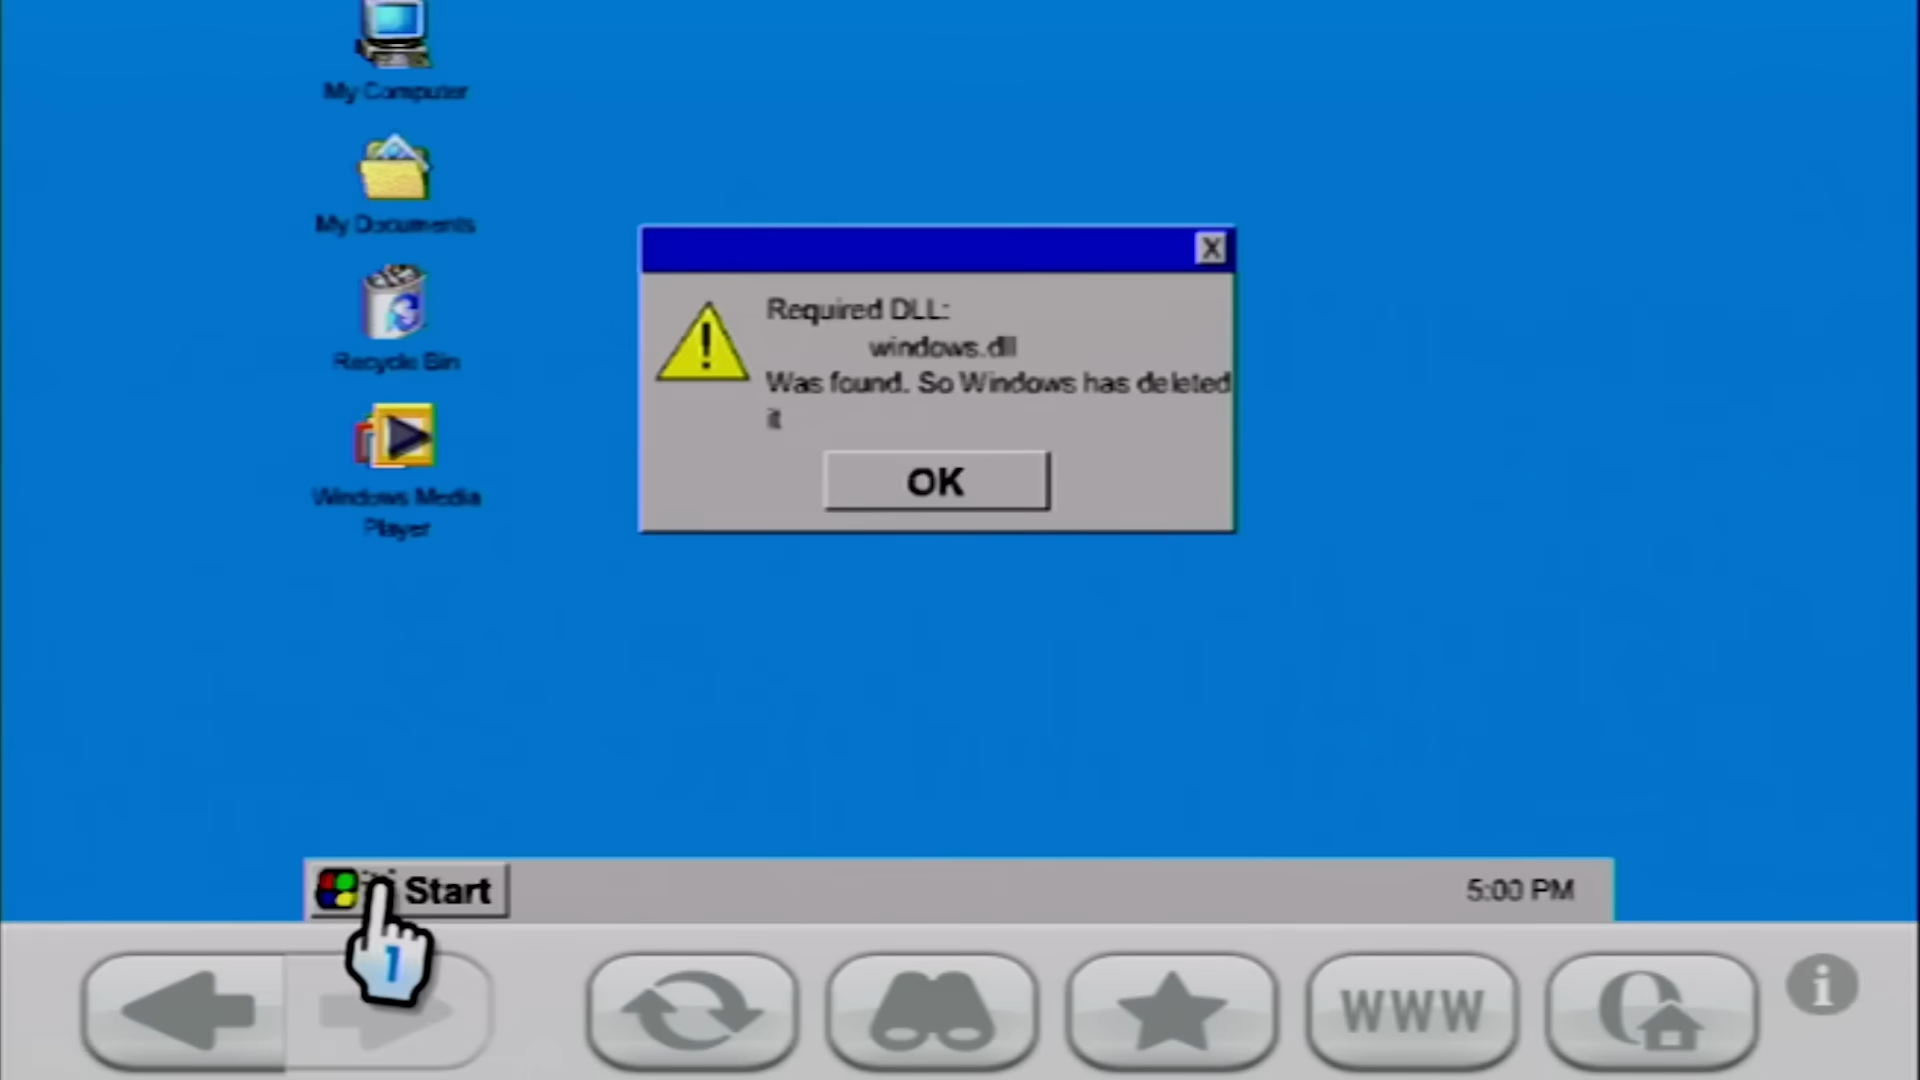 My Computer
My Documents
Recycle Bin
Windows Media
Player
X
Required DLL:
windows.dll
Was found. So Windows has deleted
it
OK
Start
5:00 PM
1
WWW
i